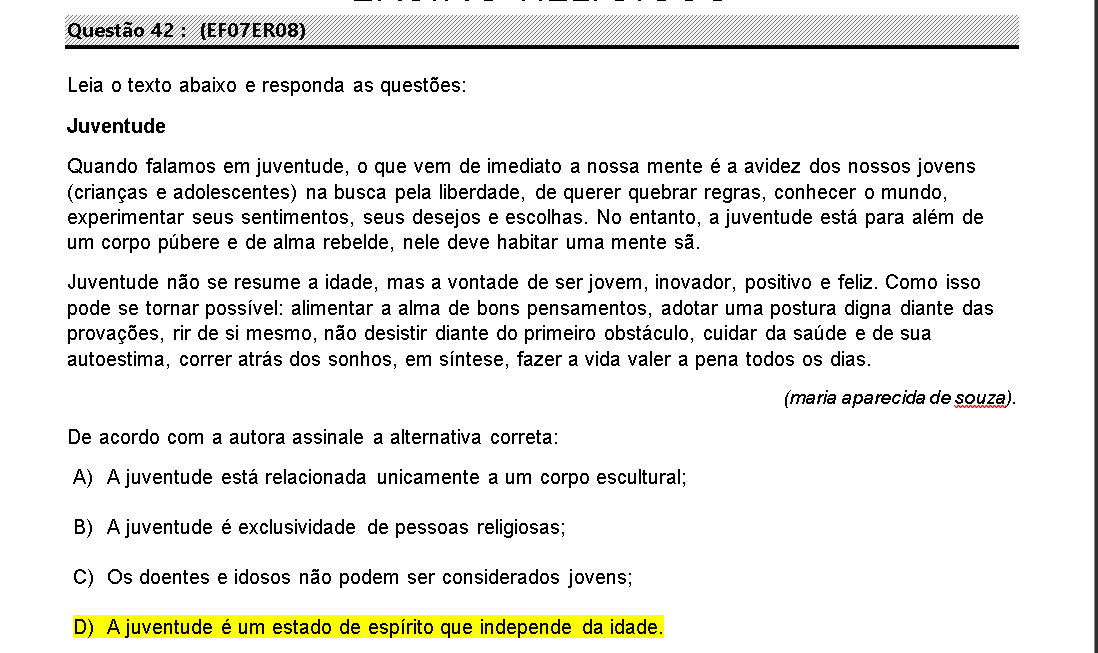 Questão 42 : (EF07ER08)
Leia o texto abaixo e responda as questões:
Juventude
Quando falamos em juventude, o que vem de imediato a nossa mente é a avidez dos nossos jovens
(crianças e adolescentes) na busca pela liberdade, de querer quebrar regras, conhecer o mundo,
experimentar seus sentimentos, seus desejos e escolhas. No entanto, a juventude está para além de
um corpo púbere e de alma rebelde, nele deve habitar uma mente sã.
Juventude não se resume a idade, mas a vontade de ser jovem, inovador, positivo e feliz. Como isso
pode se tornar possível: alimentar a alma de bons pensamentos, adotar uma postura digna diante das
provações, rir de si mesmo, não desistir diante do primeiro obstáculo, cuidar da saúde e de sua
autoestima, correr atrás dos sonhos, em síntese, fazer a vida valer a pena todos os dias.
(maria aparecida de souza).
De acordo com a autora assinale a alternativa correta:
A) A juventude está relacionada unicamente a um corpo escultural;
B) A juventude é exclusividade de pessoas religiosas;
C) Os doentes e idosos não podem ser considerados jovens;
D) A juventude é um estado de espírito que independe da idade.